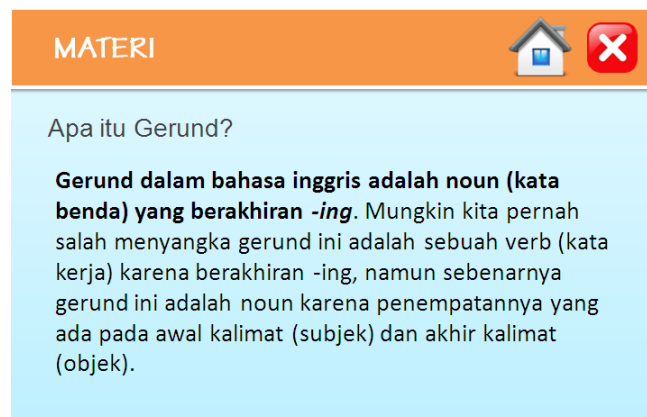 MATERI
Apa itu Gerund?
Gerund dalam bahasa inggris adalah noun (kata
benda) yang berakhiran -ing. Mungkin kita pernah
salah menyangka gerund ini adalah sebuah verb (kata
kerja) karena berakhiran -ing, namun sebenarnya
gerund ini adalah noun karena penempatannya yang
ada pada awal kalimat (subjek) dan akhir kalimat
(objek).